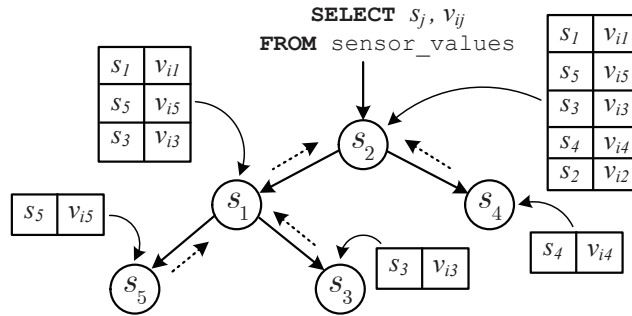 SELECT s_j, v_ij
FROM sensor_values
s_1 v_i1
s_5 v_i5
s_3 v_i3
s_1 v_i1
s_5 v_i5
s_3 v_i3
s_4 v_i4
s_2 v_i2
s_2
s_5 v_i5
s_1
s_4
s_5
s_3
s_3 v_i3
s_4 v_i4